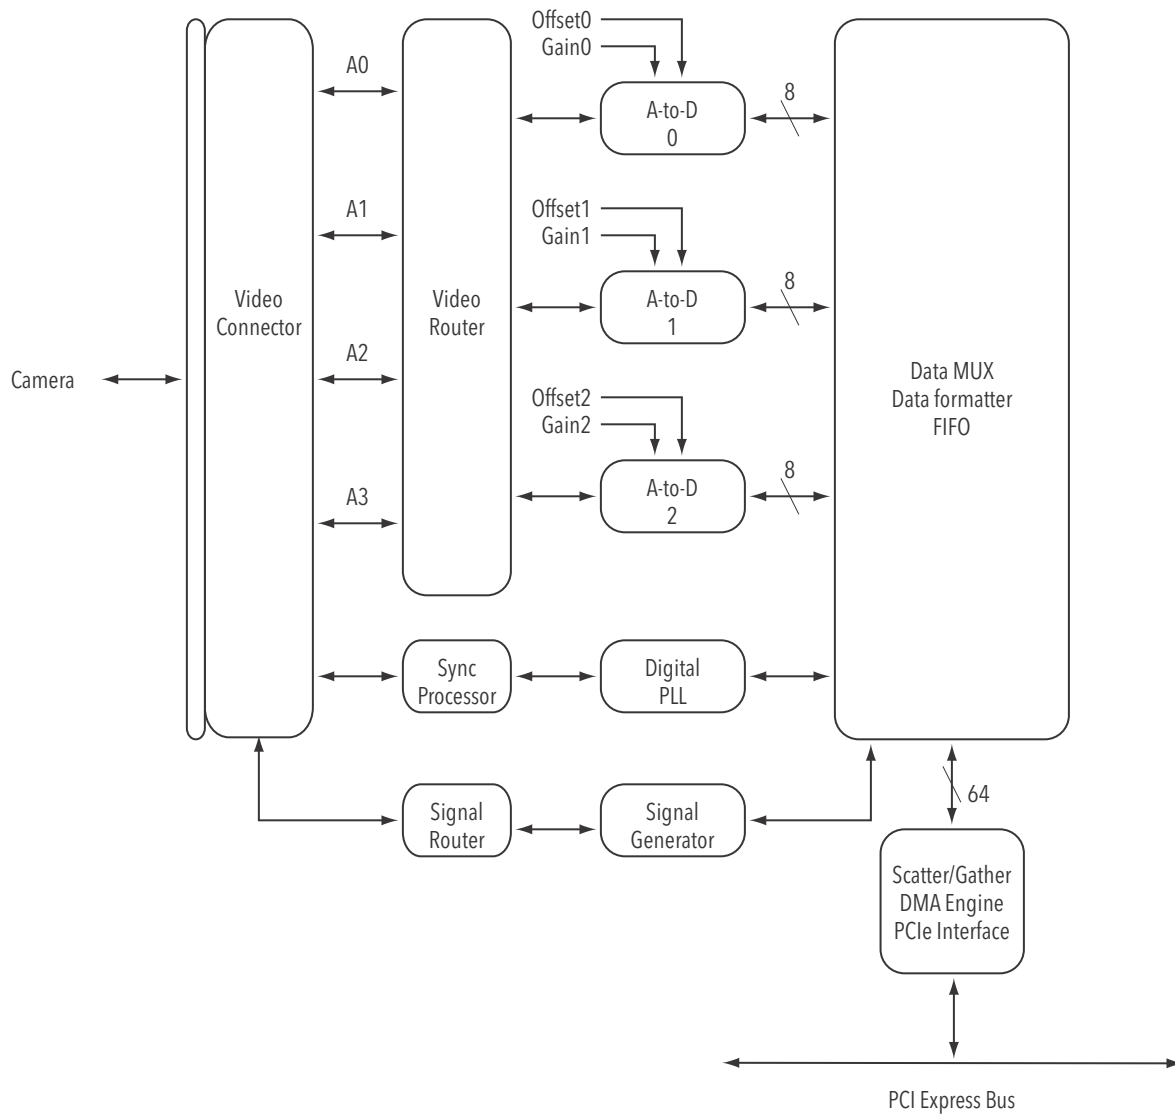 Offset0
Gain0
A0
A-to-D
0
8
A1
Offset1
Gain1
A-to-D
1
8
Video
Connector
Video
Router
A2
Camera
Offset2
Gain2
A-to-D
2
8
Data MUX
Data formatter
FIFO
A3
Sync
Processor
Digital
PLL
Signal
Router
Signal
Generator
64
Scatter/Gather
DMA Engine
PCIe Interface
PCI Express Bus